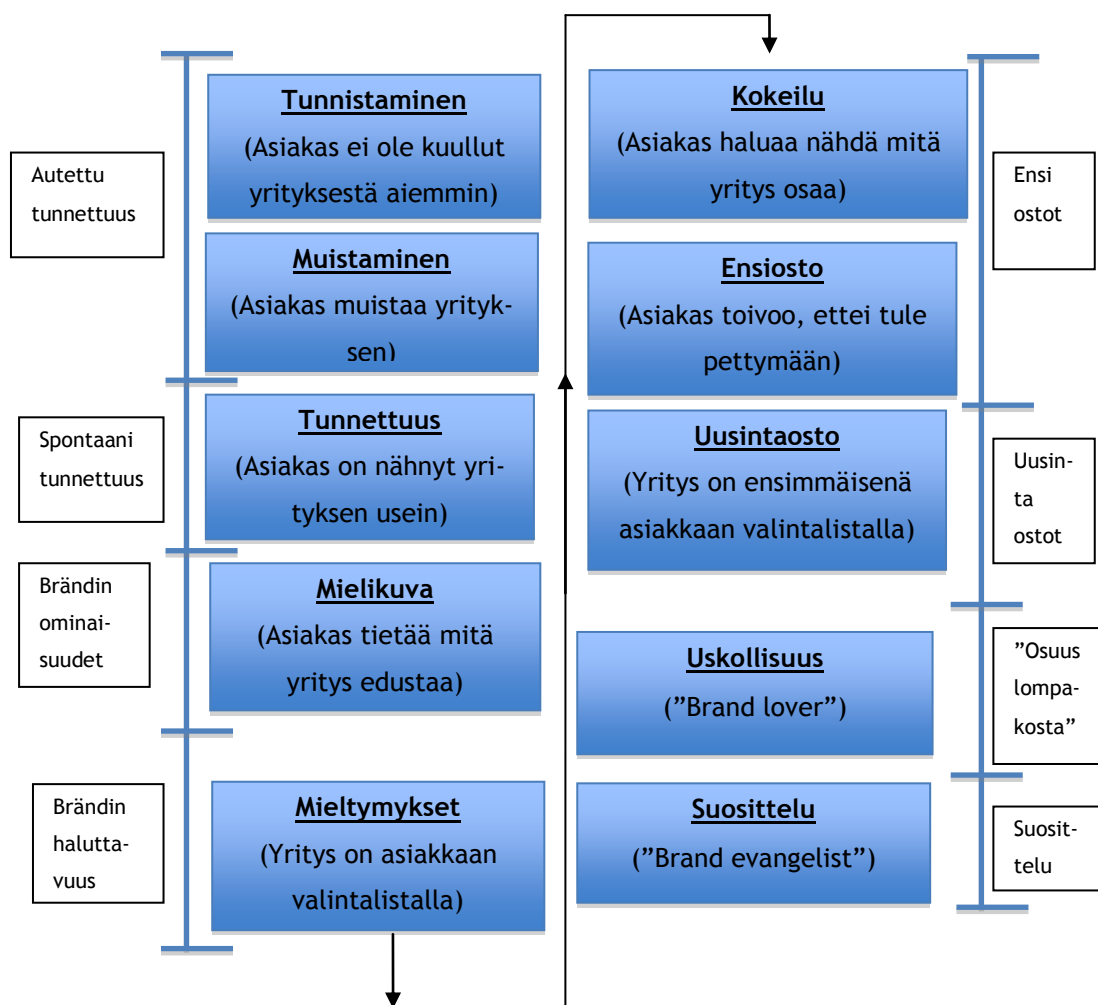 Autettu
tunnettuus
Spontaani
tunnettuus
Brändin
ominai-
suudet
Brändin
halutta-
vuus
Tunnistaminen
(Asiakas ei ole kuullut
yrityksestä aiemmin)
Muistaminen
(Asiakas muistaa yrityk-
sen)
Tunnettuus
(Asiakas on nähnyt yri-
tyksen usein)
Mielikuva
(Asiakas tietää mitä
yritys edustaa)
Mieltymykset
(Yritys on asiakkaan
valintalistalla)
Kokeilu
(Asiakas haluaa nähdä mitä
yritys osaa)
Ensiosto
(Asiakas toivoo, ettei tule
pettymään)
Uusintaosto
(Yritys on ensimmäisenä
asiakkaan valintalistalla)
Uskollisuus
(”Brand lover”)
Suosittelu
(”Brand evangelist”)
Ensi
ostot
Uusin-
ta
ostot
”Osuus
lompa-
kosta”
Suosit-
telu